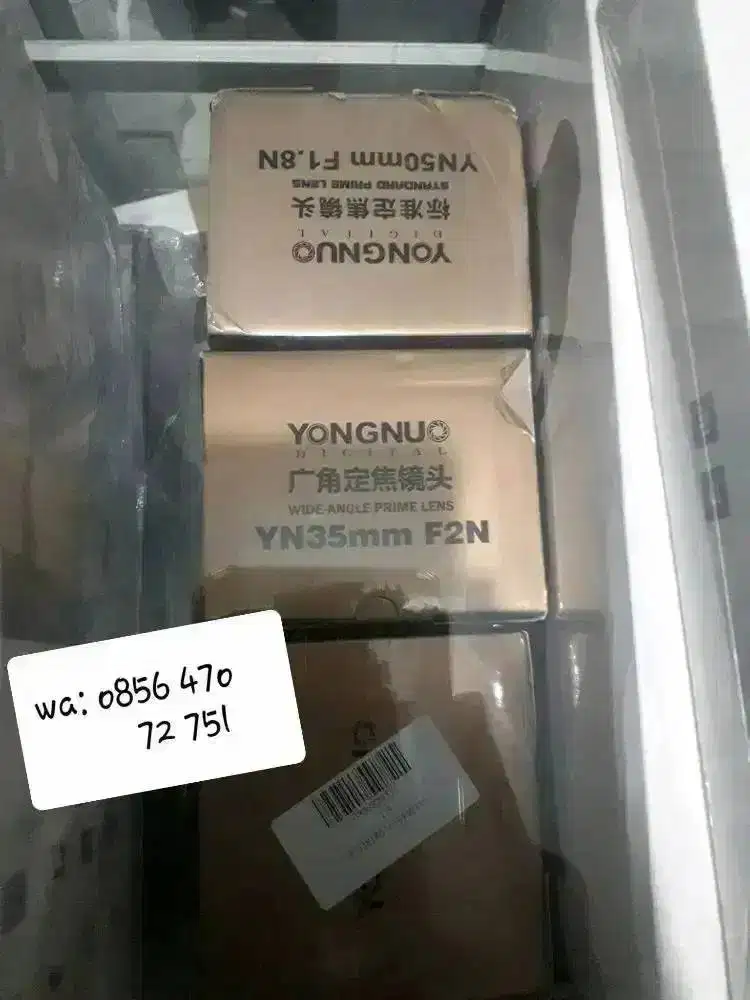 YN50mm F1.8N
STANDARD PRIME LENS
标准定焦镜头
DIGITAL
YONGNUO
YONGNUO
DIGITAL
广角定焦镜头
WIDE-ANGLE PRIME LENS
YN35mm F2N
wa: 0856 470
72 751